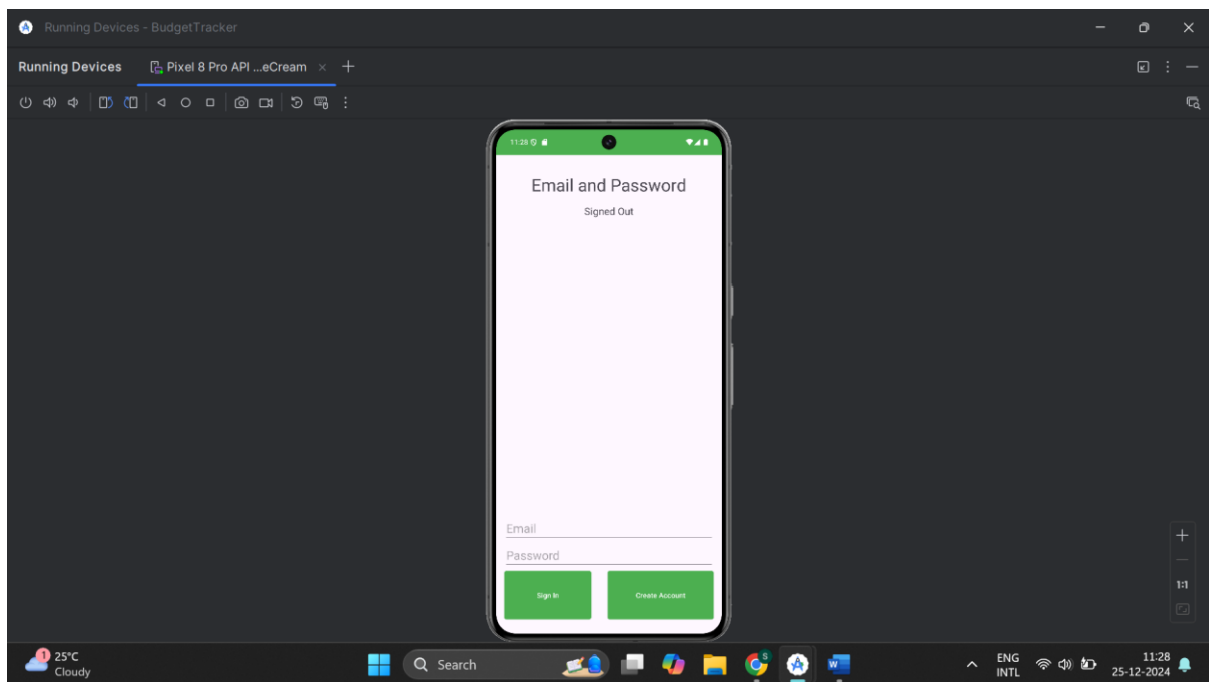 Running Devices - BudgetTracker
Running Devices
Pixel 8 Pro API ...eCream
11:28
Email and Password
Signed Out
Email
Password
Sign In
Create Account
1:1
1
25°C
Cloudy
Search
S
W
ENG
INTL
11:28
25-12-2024